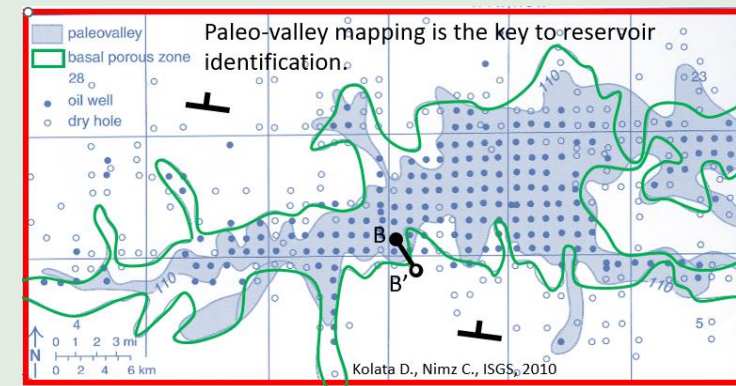 paleovalley
Paleo-valley mapping is the key to reservoir
basal porous zone
identification.
28
oil well
dry hole
110
23
B
B'
110
110
4
0 1 2 3 mi
N
0 2 4 6 km
5
Kolata D., Nimz C., ISGS, 2010